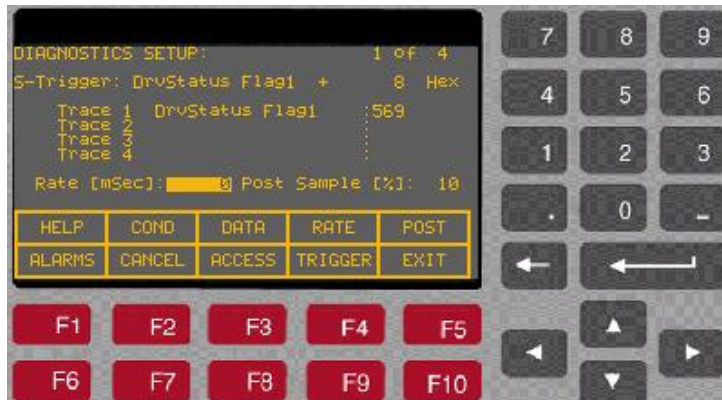 DIAGNOSTICS SETUP: 1 of 4
S-Trigger: DrvStatus Flag1 + 8 Hex
Trace 1 DrvStatus Flag1 :569
Trace 2 :
Trace 3 :
Trace 4 :
Rate [mSec]: 0 Post Sample [%]: 10
HELP COND DATA RATE POST
ALARMS CANCEL ACCESS TRIGGER EXIT
F1 F2 F3 F4 F5
F6 F7 F8 F9 F10
7 8 9
4 5 6
1 2 3
. 0 -